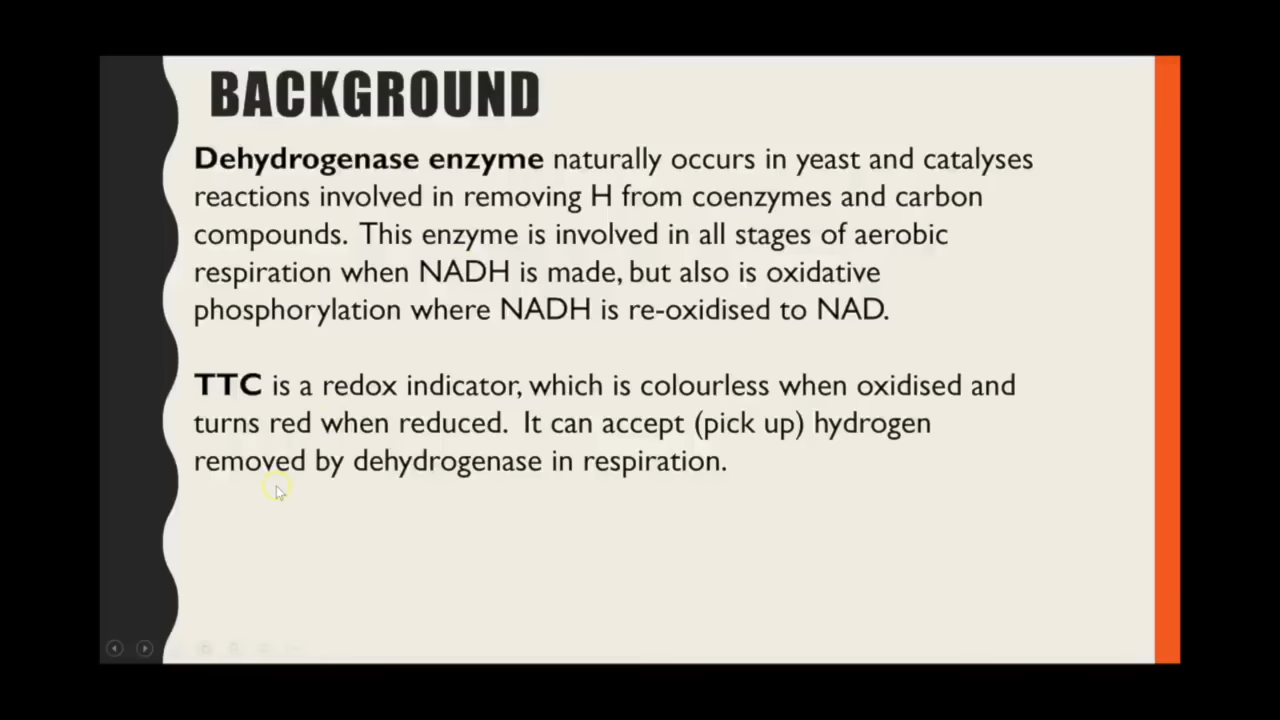 BACKGROUND
Dehydrogenase enzyme naturally occurs in yeast and catalyses
reactions involved in removing H from coenzymes and carbon
compounds. This enzyme is involved in all stages of aerobic
respiration when NADH is made, but also is oxidative
phosphorylation where NADH is re-oxidised to NAD.
TTC is a redox indicator, which is colourless when oxidised and
turns red when reduced. It can accept (pick up) hydrogen
removed by dehydrogenase in respiration.